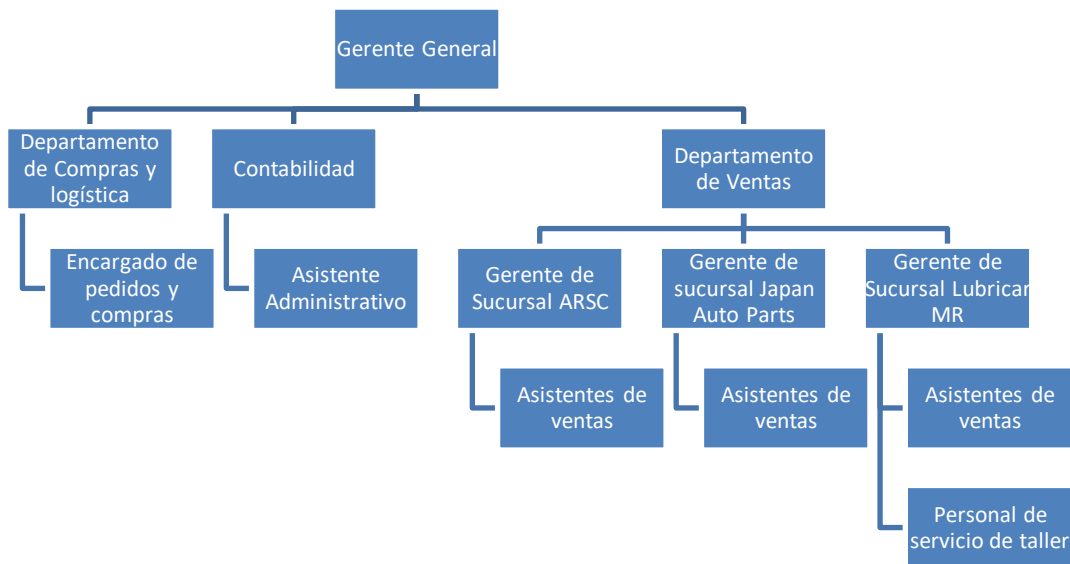 Gerente General
Departamento
de Compras y
logística
Contabilidad
Departamento
de Ventas
Encargado de
pedidos y
compras
Asistente
Administrativo
Gerente de
Sucursal ARSC
Gerente de
sucursal Japan
Auto Parts
Gerente de
Sucursal Lubricar
MR
Asistentes de
ventas
Asistentes de
ventas
Asistentes de
ventas
Personal de
servicio de taller